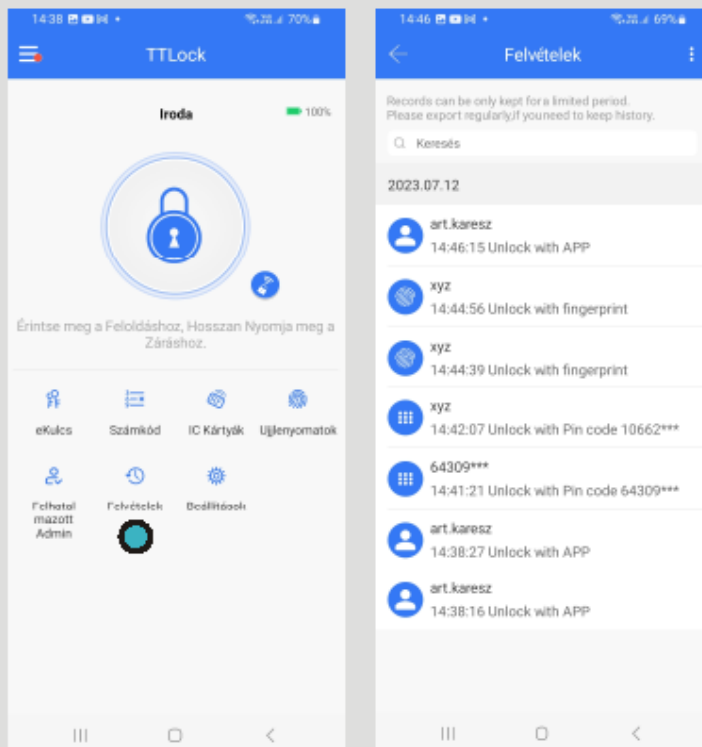 14:38
70%
TTLock
Iroda
100%
Érintse meg a Feloldáshoz, Hosszan Nyomja meg a
Záráshoz.
eKulcs
Számkód
IC Kártyák
Ujjlenyomatok
Felhatal
mazott
Admin
Felvételek
Beállítások
14:46
69%
Felvételek
Records can be only kept for a limited period.
Please export regularly,if youneed to keep history.
Keresés
2023.07.12
art.karesz
14:46:15 Unlock with APP
xyz
14:44:56 Unlock with fingerprint
xyz
14:44:39 Unlock with fingerprint
xyz
14:42:07 Unlock with Pin code 10662***
64309***
14:41:21 Unlock with Pin code 64309***
art.karesz
14:38:27 Unlock with APP
art.karesz
14:38:16 Unlock with APP